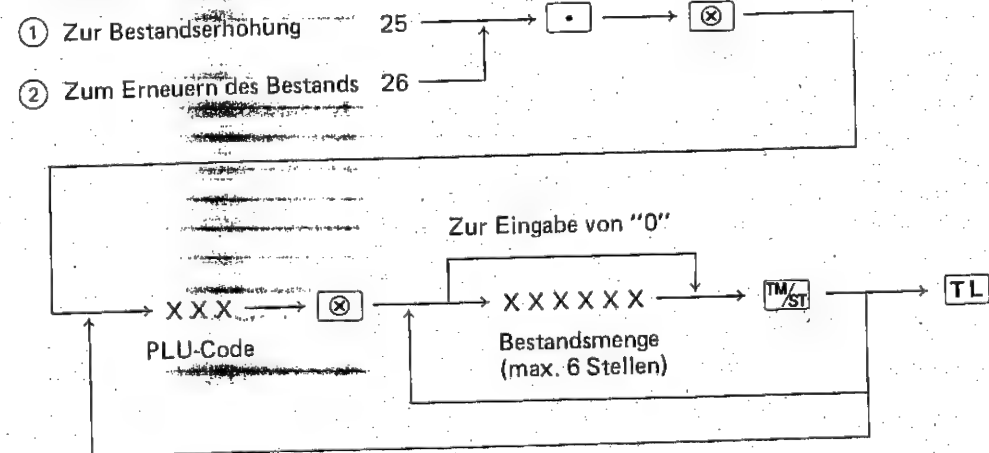 ① Zur Bestandserhöhung 25 • ⊗
② Zum Erneuern des Bestands 26
Zur Eingabe von "0"
XXX ⊗ XXXXXX TM/ST TL
PLU-Code
Bestandsmenge
(max. 6 Stellen)